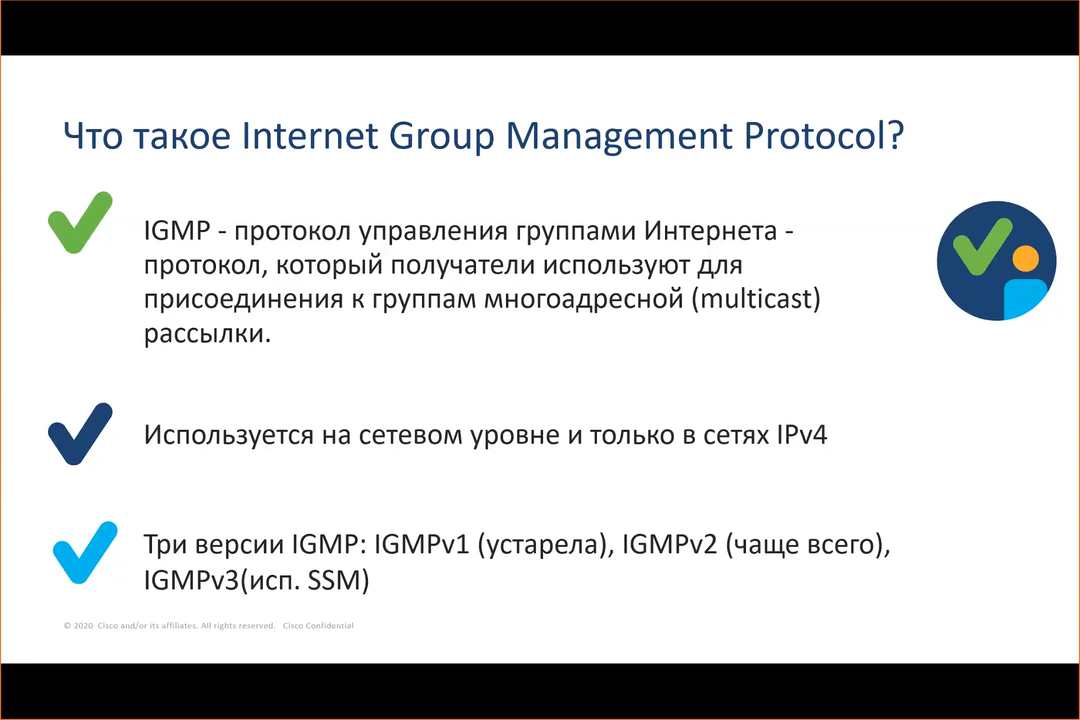 Что такое Internet Group Management Protocol?
IGMP - протокол управления группами Интернета -
протокол, который получатели используют для
присоединения к группам многоадресной (multicast)
рассылки.
Используется на сетевом уровне и только в сетях IPv4
Три версии IGMP: IGMPv1 (устарела), IGMPv2 (чаще всего),
IGMPv3(исп. SSM)
© 2020 Cisco and/or its affiliates. All rights reserved. Cisco Confidential